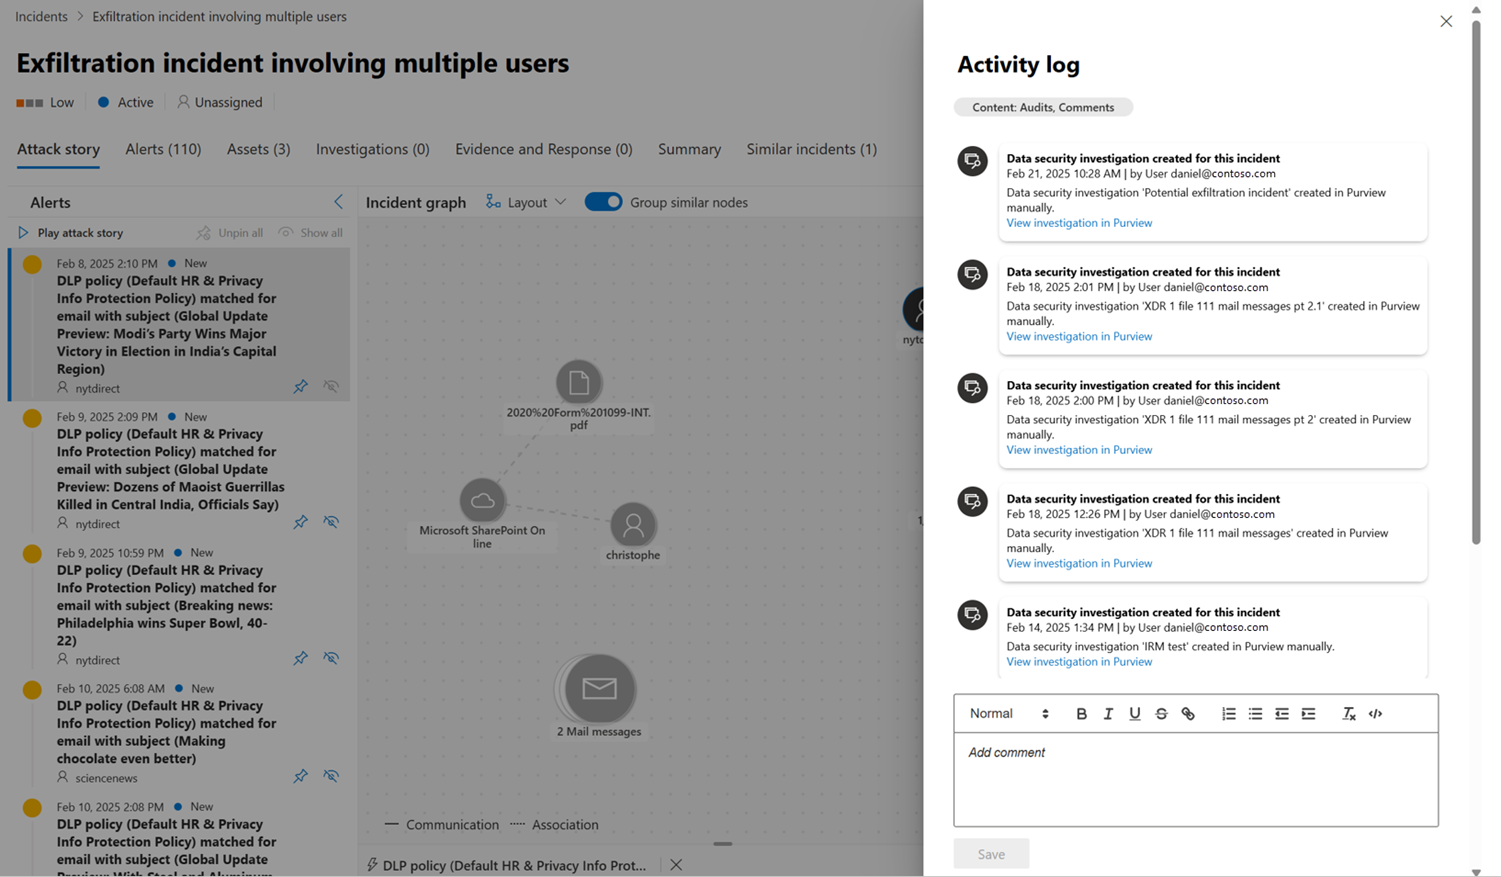 Incidents > Exfiltration incident involving multiple users
Exfiltration incident involving multiple users
Low Active Unassigned
Attack story Alerts (110) Assets (3) Investigations (0) Evidence and Response (0) Summary Similar incidents (1)
Alerts
Play attack story Unpin all Show all
Feb 8, 2025 2:10 PM New
DLP policy (Default HR & Privacy
Info Protection Policy) matched for
email with subject (Global Update
Preview: Modi's Party Wins Major
Victory in Election in India's Capital
Region)
nytdirect
Feb 9, 2025 2:09 PM New
DLP policy (Default HR & Privacy
Info Protection Policy) matched for
email with subject (Global Update
Preview: Dozens of Maoist Guerrillas
Killed in Central India, Officials Say)
nytdirect
Feb 9, 2025 10:59 PM New
DLP policy (Default HR & Privacy
Info Protection Policy) matched for
email with subject (Breaking news:
Philadelphia wins Super Bowl, 40-
22)
nytdirect
Feb 10, 2025 6:08 AM New
DLP policy (Default HR & Privacy
Info Protection Policy) matched for
email with subject (Making
chocolate even better)
sciencenews
Feb 10, 2025 2:08 PM New
DLP policy (Default HR & Privacy
Info Protection Policy) matched for
email with subject (Global Update
Incident graph Layout Group similar nodes
nytd
2020%20Form%201099-INT.
pdf
Microsoft SharePoint On
line
christophe
2 Mail messages
Communication Association
DLP policy (Default HR & Privacy Info Prot...
Activity log
Content: Audits, Comments
Data security investigation created for this incident
Feb 21, 2025 10:28 AM | by User daniel@contoso.com
Data security investigation 'Potential exfiltration incident' created in Purview
manually.
View investigation in Purview
Data security investigation created for this incident
Feb 18, 2025 2:01 PM | by User daniel@contoso.com
Data security investigation 'XDR 1 file 111 mail messages pt 2.1' created in Purview
manually.
View investigation in Purview
Data security investigation created for this incident
Feb 18, 2025 2:00 PM | by User daniel@contoso.com
Data security investigation 'XDR 1 file 111 mail messages pt 2' created in Purview
manually.
View investigation in Purview
Data security investigation created for this incident
Feb 18, 2025 12:26 PM | by User daniel@contoso.com
Data security investigation 'XDR 1 file 111 mail messages' created in Purview
manually.
View investigation in Purview
Data security investigation created for this incident
Feb 14, 2025 1:34 PM | by User daniel@contoso.com
Data security investigation 'IRM test' created in Purview manually.
View investigation in Purview
Normal B I U S
Add comment
Save